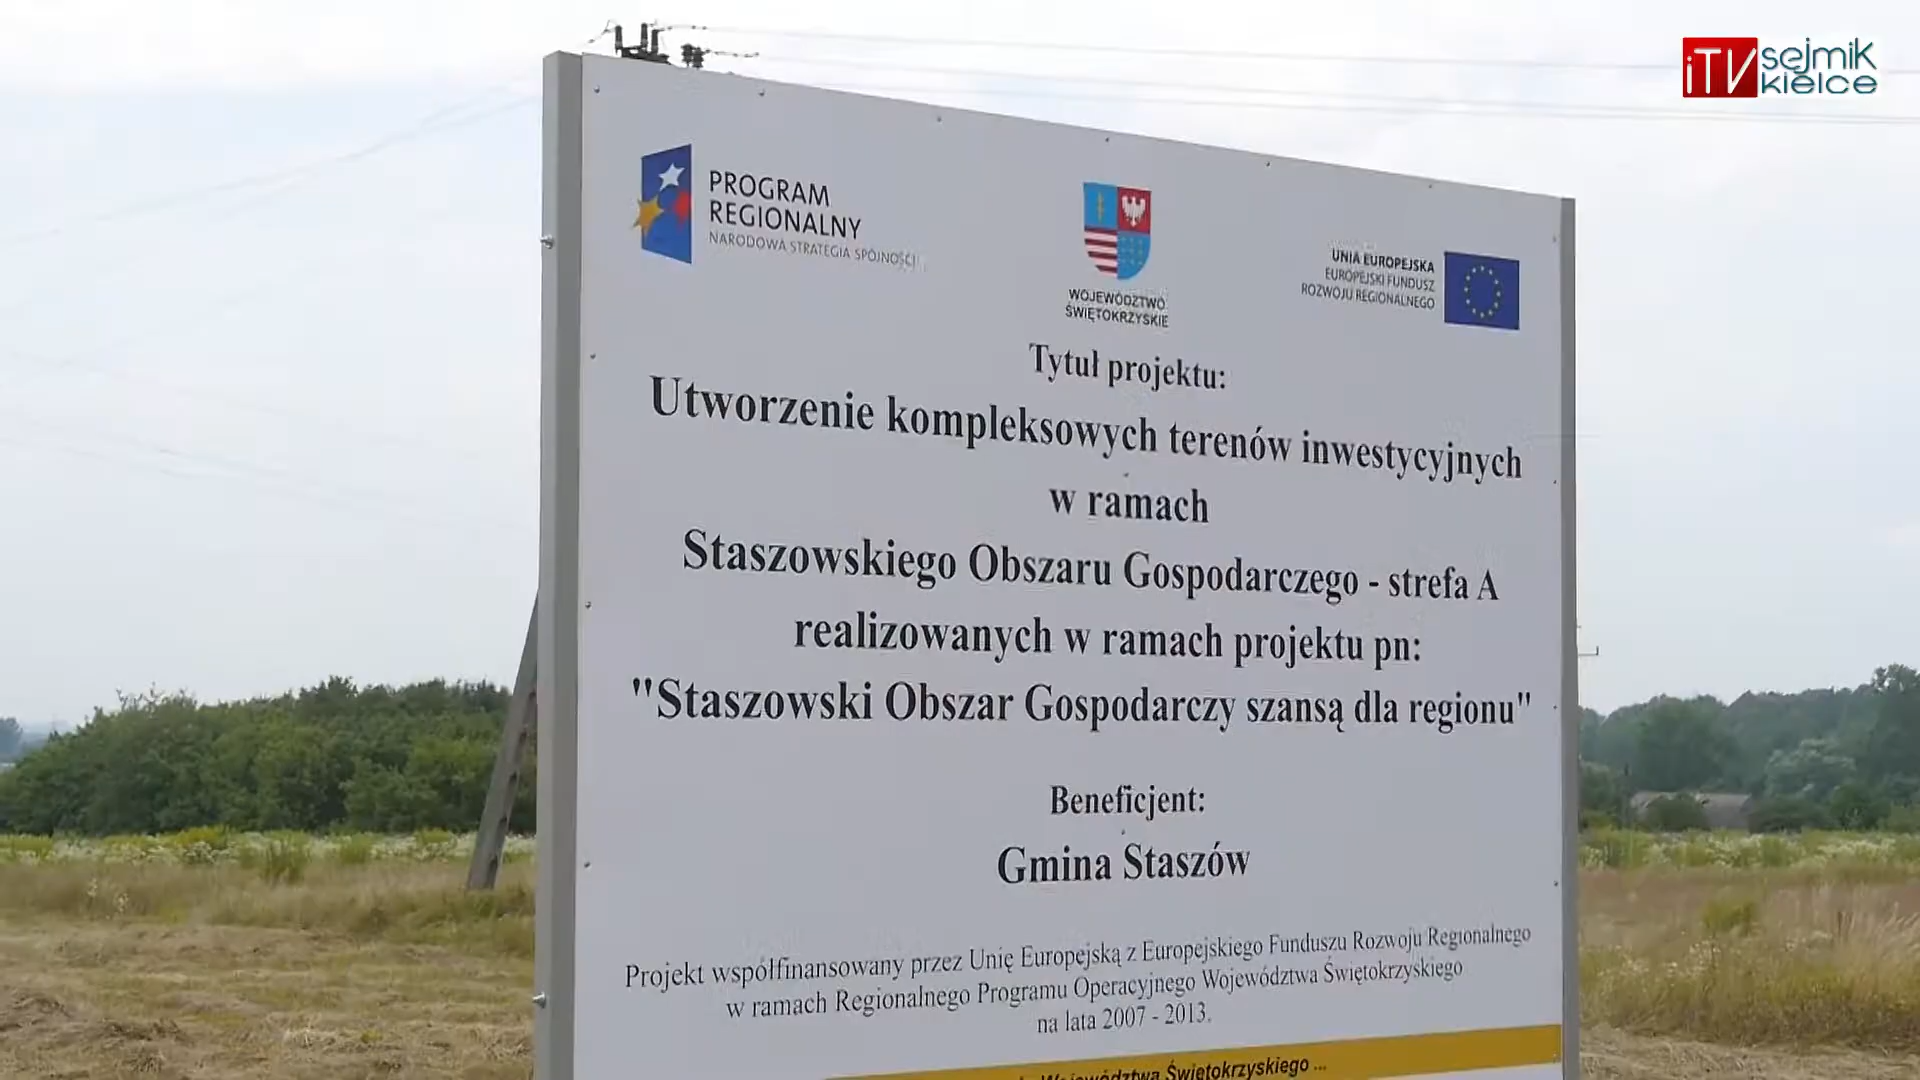 iTV sejmik
kielce
PROGRAM
REGIONALNY
NARODOWA STRATEGIA SPÓJNOŚCI
WOJEWÓDZTWO
ŚWIĘTOKRZYSKIE
UNIA EUROPEJSKA
EUROPEJSKI FUNDUSZ
ROZWOJU REGIONALNEGO
Tytuł projektu:
Utworzenie kompleksowych terenów inwestycyjnych
w ramach
Staszowskiego Obszaru Gospodarczego - strefa A
realizowanych w ramach projektu pn:
"Staszowski Obszar Gospodarczy szansą dla regionu"
Beneficjent:
Gmina Staszów
Projekt współfinansowany przez Unię Europejską z Europejskiego Funduszu Rozwoju Regionalnego
w ramach Regionalnego Programu Operacyjnego Województwa Świętokrzyskiego
na lata 2007 - 2013.
Województwa Świętokrzyskiego ...